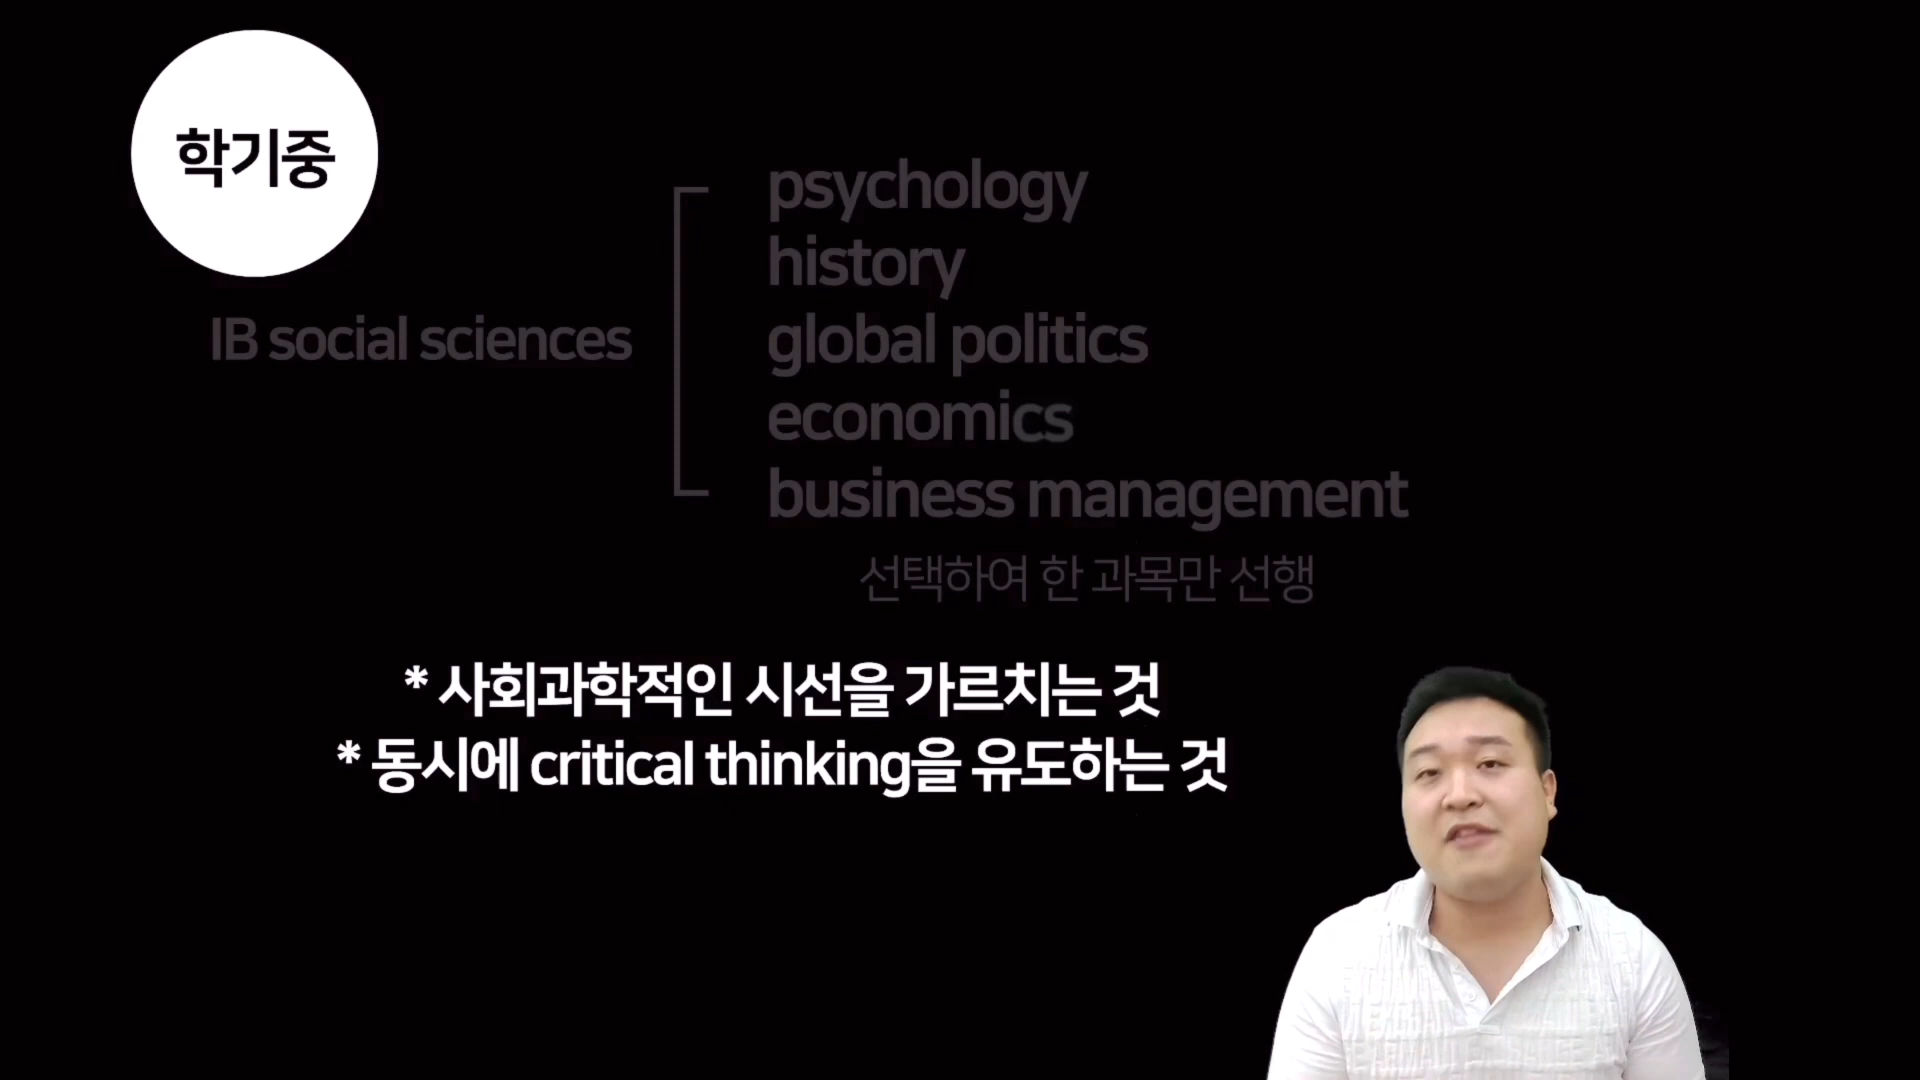 학기중
IB social sciences
psychology
history
global politics
economics
business management
선택하여 한 과목만 선행
* 사회과학적인 시선을 가르치는 것
* 동시에 critical thinking을 유도하는 것